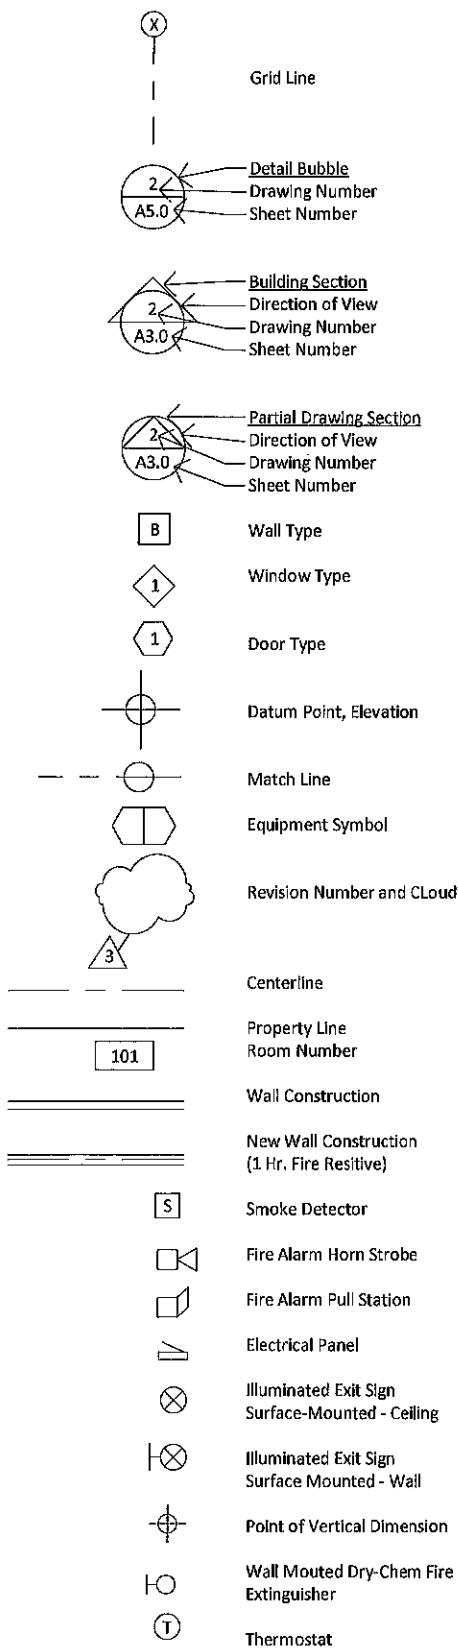 X
Grid Line
2
A5.0
Detail Bubble
Drawing Number
Sheet Number
2
A3.0
Building Section
Direction of View
Drawing Number
Sheet Number
2
A3.0
Partial Drawing Section
Direction of View
Drawing Number
Sheet Number
B
Wall Type
1
Window Type
1
Door Type
Datum Point, Elevation
Match Line
Equipment Symbol
Revision Number and CLoud
3
Centerline
Property Line
101
Room Number
Wall Construction
New Wall Construction
(1 Hr. Fire Resitive)
S
Smoke Detector
Fire Alarm Horn Strobe
Fire Alarm Pull Station
Electrical Panel
Illuminated Exit Sign
Surface-Mounted - Ceiling
Illuminated Exit Sign
Surface Mounted - Wall
Point of Vertical Dimension
Wall Mouted Dry-Chem Fire
Extinguisher
T
Thermostat